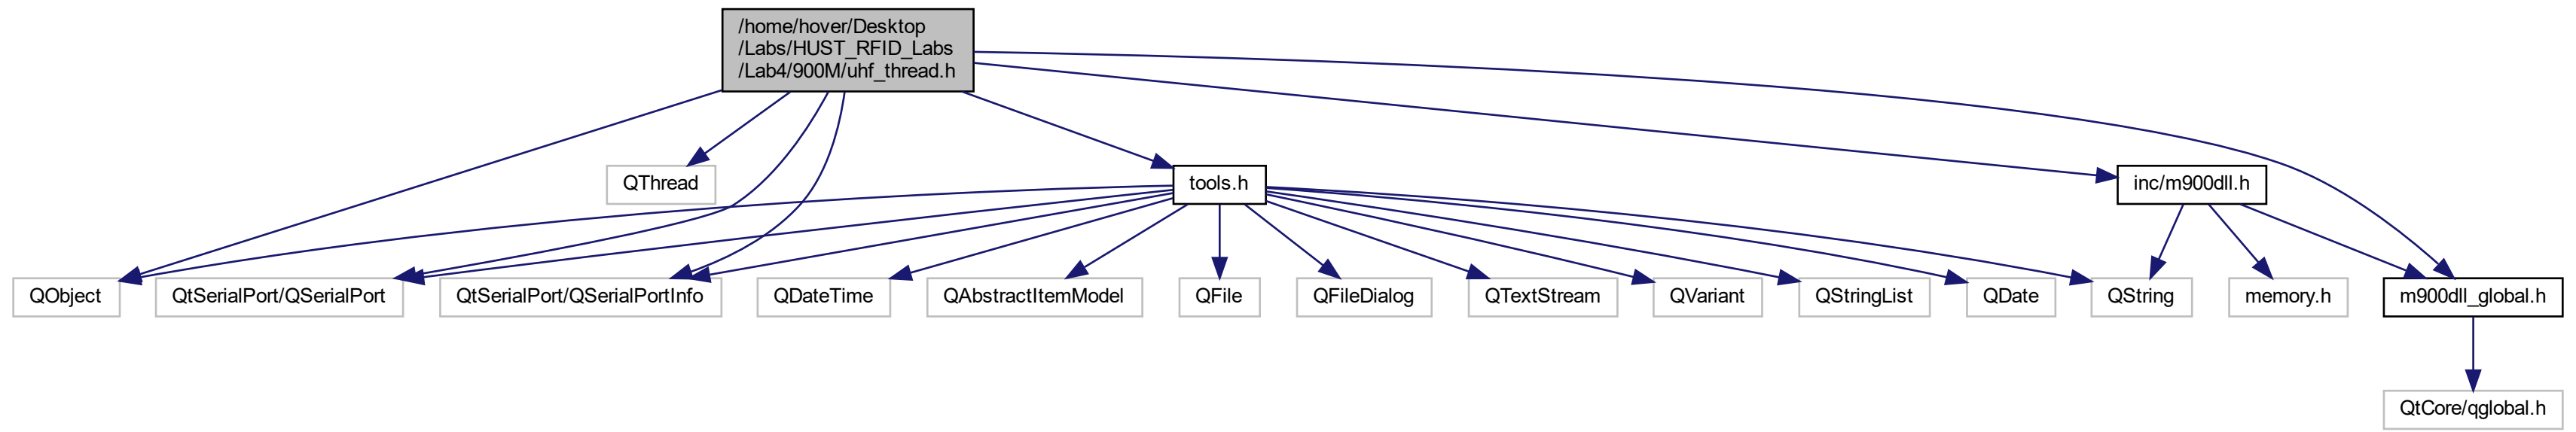 /home/hover/Desktop
/Labs/HUST_RFID_Labs
/Lab4/900M/uhf_thread.h
QThread
tools.h
inc/m900dll.h
QObject
QtSerialPort/QSerialPort
QtSerialPort/QSerialPortInfo
QDateTime
QAbstractItemModel
QFile
QFileDialog
QTextStream
QVariant
QStringList
QDate
QString
memory.h
m900dll_global.h
QtCore/qglobal.h